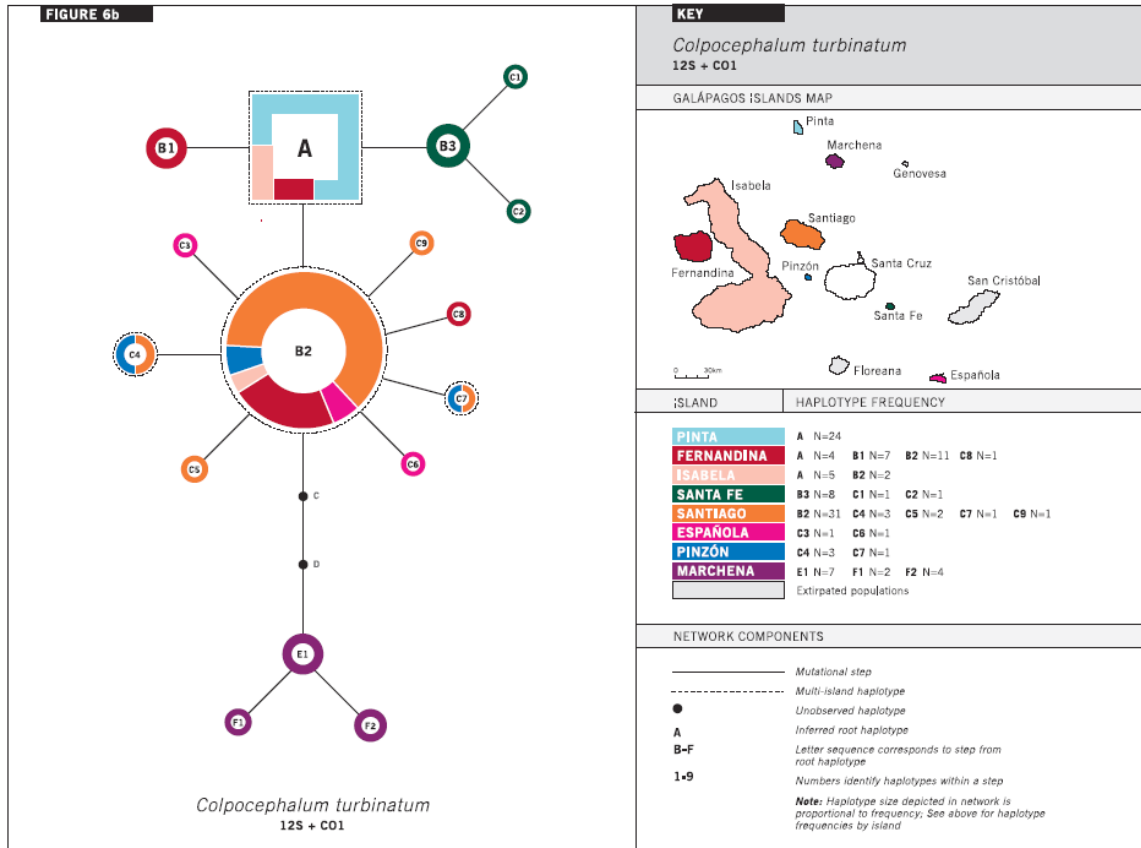 FIGURE 6b
C1
B1
A
B3
C2
C3
C9
C8
C4
B2
C7
C5
C6
C
D
E1
F1
F2
Colpocephalum turbinatum
12S + CO1
KEY
Colpocephalum turbinatum
12S + CO1
GALÁPAGOS ISLANDS MAP
Pinta
Marchena
Genovesa
Isabela
Santiago
Fernandina
Pinzón
Santa Cruz
San Cristóbal
Santa Fe
Floreana
Española
0 30km
ISLAND HAPLOTYPE FREQUENCY
PINTA A N=24
FERNANDINA A N=4 B1 N=7 B2 N=11 C8 N=1
ISABELA A N=5 B2 N=2
SANTA FE B3 N=8 C1 N=1 C2 N=1
SANTIAGO B2 N=31 C4 N=3 C5 N=2 C7 N=1 C9 N=1
ESPAÑOLA C3 N=1 C6 N=1
PINZÓN C4 N=3 C7 N=1
MARCHENA E1 N=7 F1 N=2 F2 N=4
Extirpated populations
NETWORK COMPONENTS
Mutational step
Multi-island haplotype
Unobserved haplotype
A Inferred root haplotype
B-F Letter sequence corresponds to step from
root haplotype
1-9 Numbers identify haplotypes within a step
Note: Haplotype size depicted in network is
proportional to frequency; See above for haplotype
frequencies by island